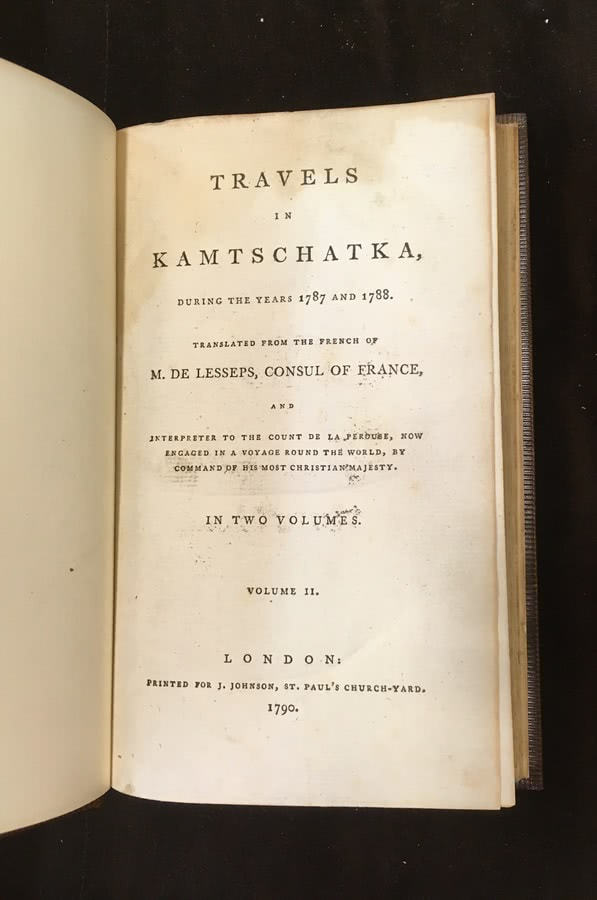 TRAVELS
IN
KAMTSCHATKA,
DURING THE YEARS 1787 AND 1788.
TRANSLATED FROM THE FRENCH OF
M. DE LESSEPS, CONSUL OF FRANCE,
AND
INTERPRETER TO THE COUNT DE LA PEROUSE, NOW
ENGAGED IN A VOYAGE ROUND THE WORLD, BY
COMMAND OF HIS MOST CHRISTIAN MAJESTY.
IN TWO VOLUMES.
VOLUME II.
LONDON:
PRINTED FOR J. JOHNSON, ST. PAUL'S CHURCH-YARD.
1790.